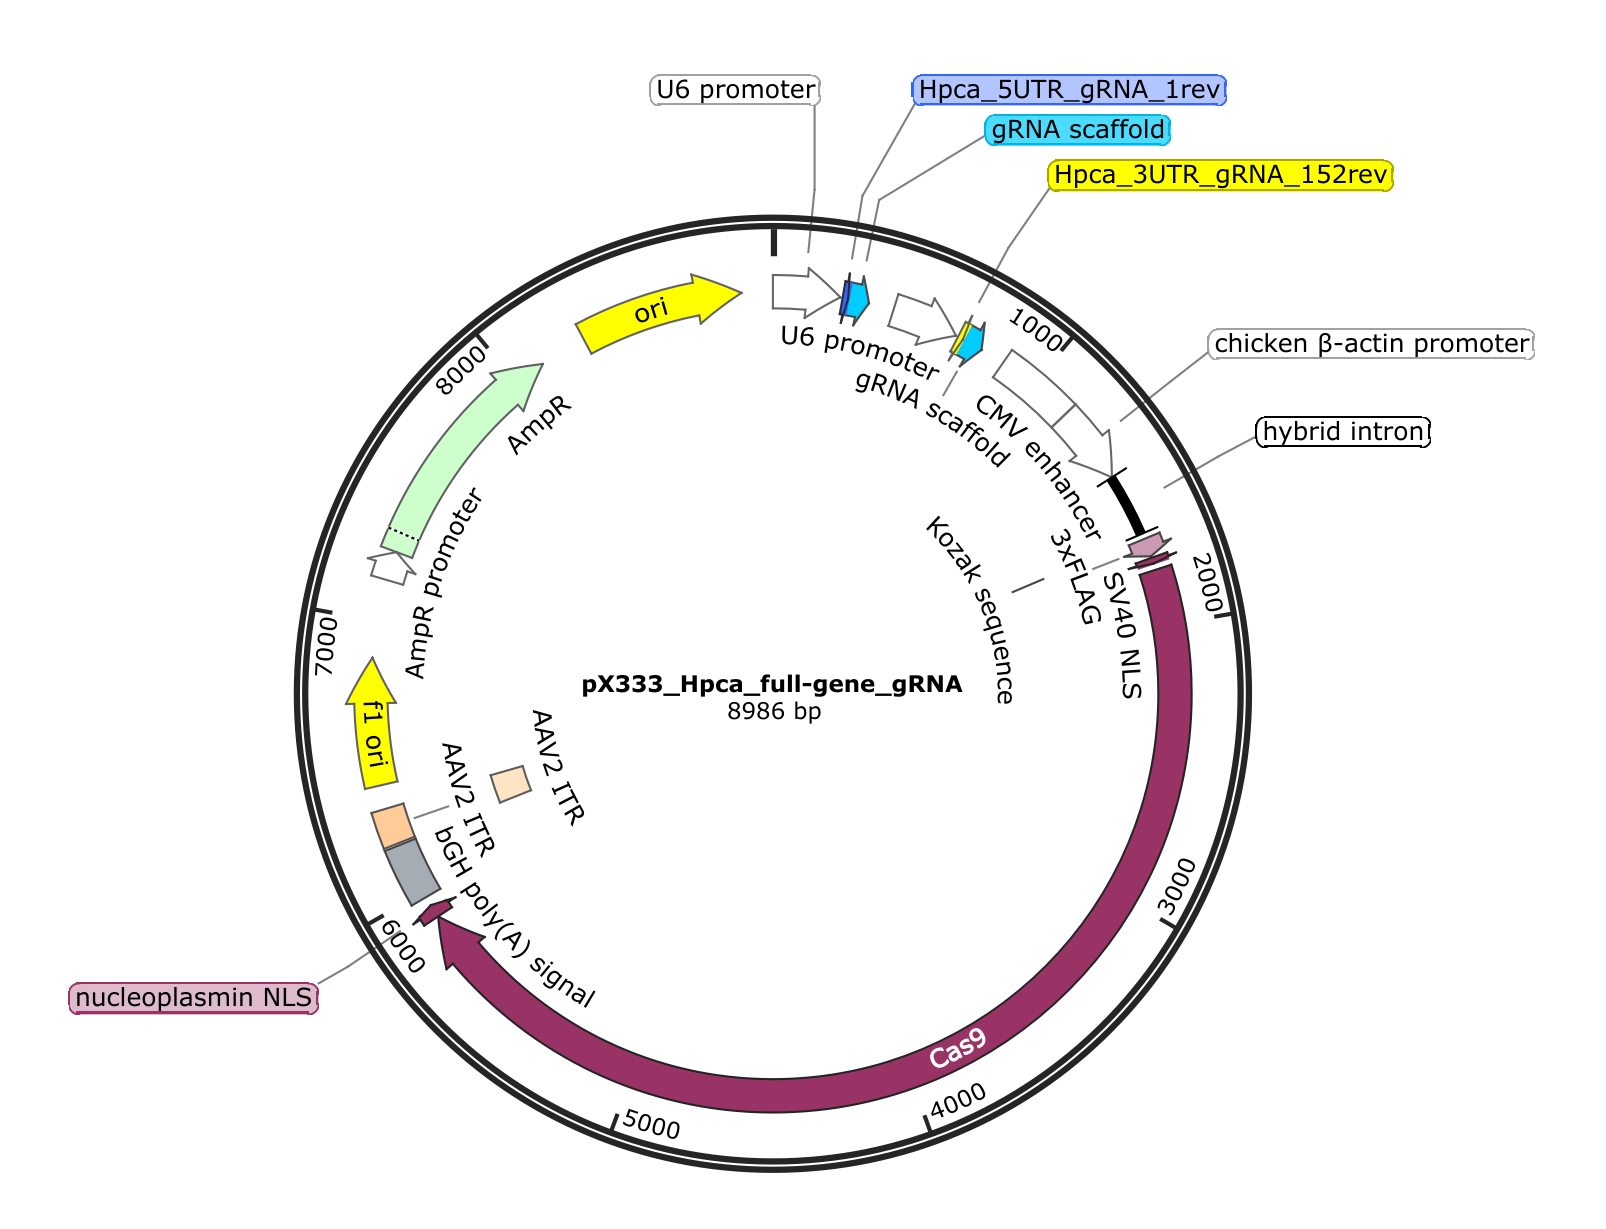 U6 promoter
Hpca_5UTR_gRNA_1rev
gRNA scaffold
Hpca_3UTR_gRNA_152rev
ori
1000
U6 promoter
gRNA scaffold
chicken β-actin promoter
8000
AmpR
CMV enhancer
hybrid intron
AmpR promoter
Kozak sequence
3xFLAG
SV40 NLS
2000
7000
pX333_Hpca_full-gene_gRNA
8986 bp
f1 ori
AAV2 ITR
AAV2 ITR
bGH poly(A) signal
3000
6000
nucleoplasmin NLS
Cas9
4000
5000